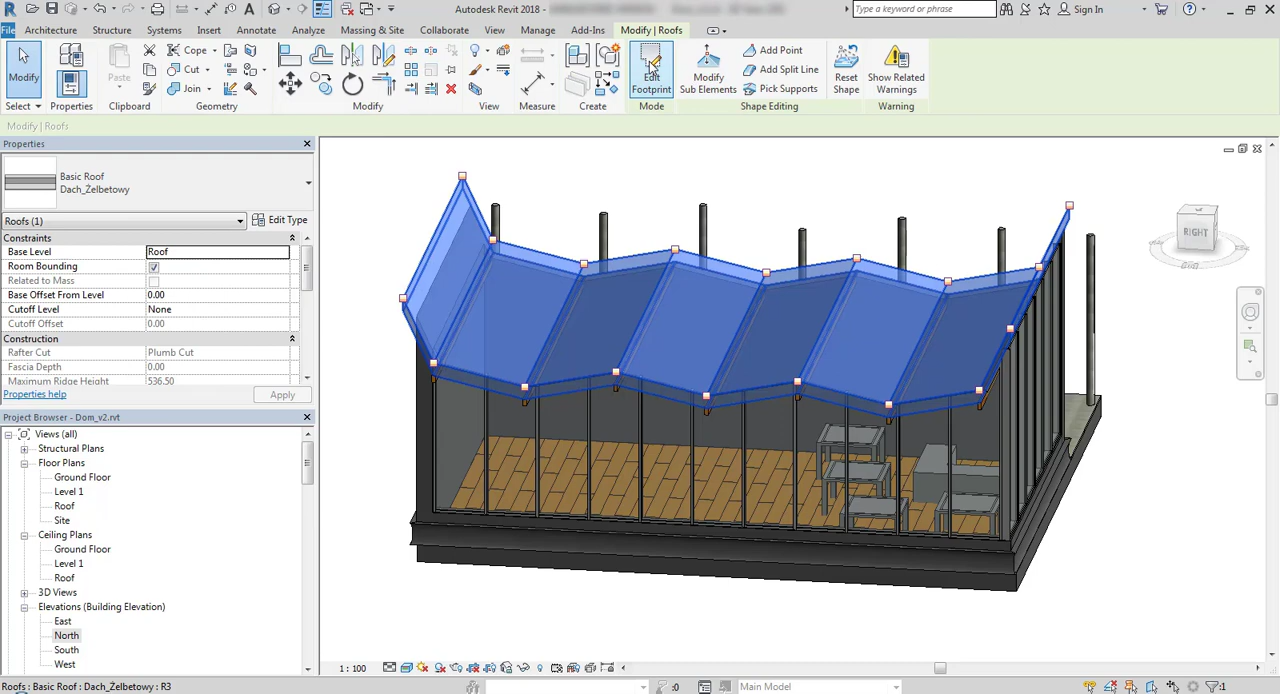 Autodesk Revit 2018 -
Type a keyword or phrase
Sign In
File Architecture Structure Systems Insert Annotate Analyze Massing & Site Collaborate View Manage Add-Ins Modify | Roofs
Modify
Select
Properties
Paste
Clipboard
Cope
Cut
Join
Geometry
Modify
View
Measure
Create
Edit
Footprint
Mode
Modify
Sub Elements
Add Point
Add Split Line
Pick Supports
Shape Editing
Reset
Shape
Show Related
Warnings
Warning
Modify | Roofs
Properties
Basic Roof
Dach_Żelbetowy
Roofs (1)
Edit Type
Constraints
Base Level Roof
Room Bounding
Related to Mass
Base Offset From Level 0.00
Cutoff Level None
Cutoff Offset 0.00
Construction
Rafter Cut Plumb Cut
Fascia Depth 0.00
Maximum Ridge Height 536.50
Properties help
Apply
Project Browser - Dom_v2.rvt
Views (all)
Structural Plans
Floor Plans
Ground Floor
Level 1
Roof
Site
Ceiling Plans
Ground Floor
Level 1
Roof
3D Views
Elevations (Building Elevation)
East
North
South
West
RIGHT
1 : 100
Roofs : Basic Roof : Dach_Żelbetowy : R3
:0
Main Model
:1